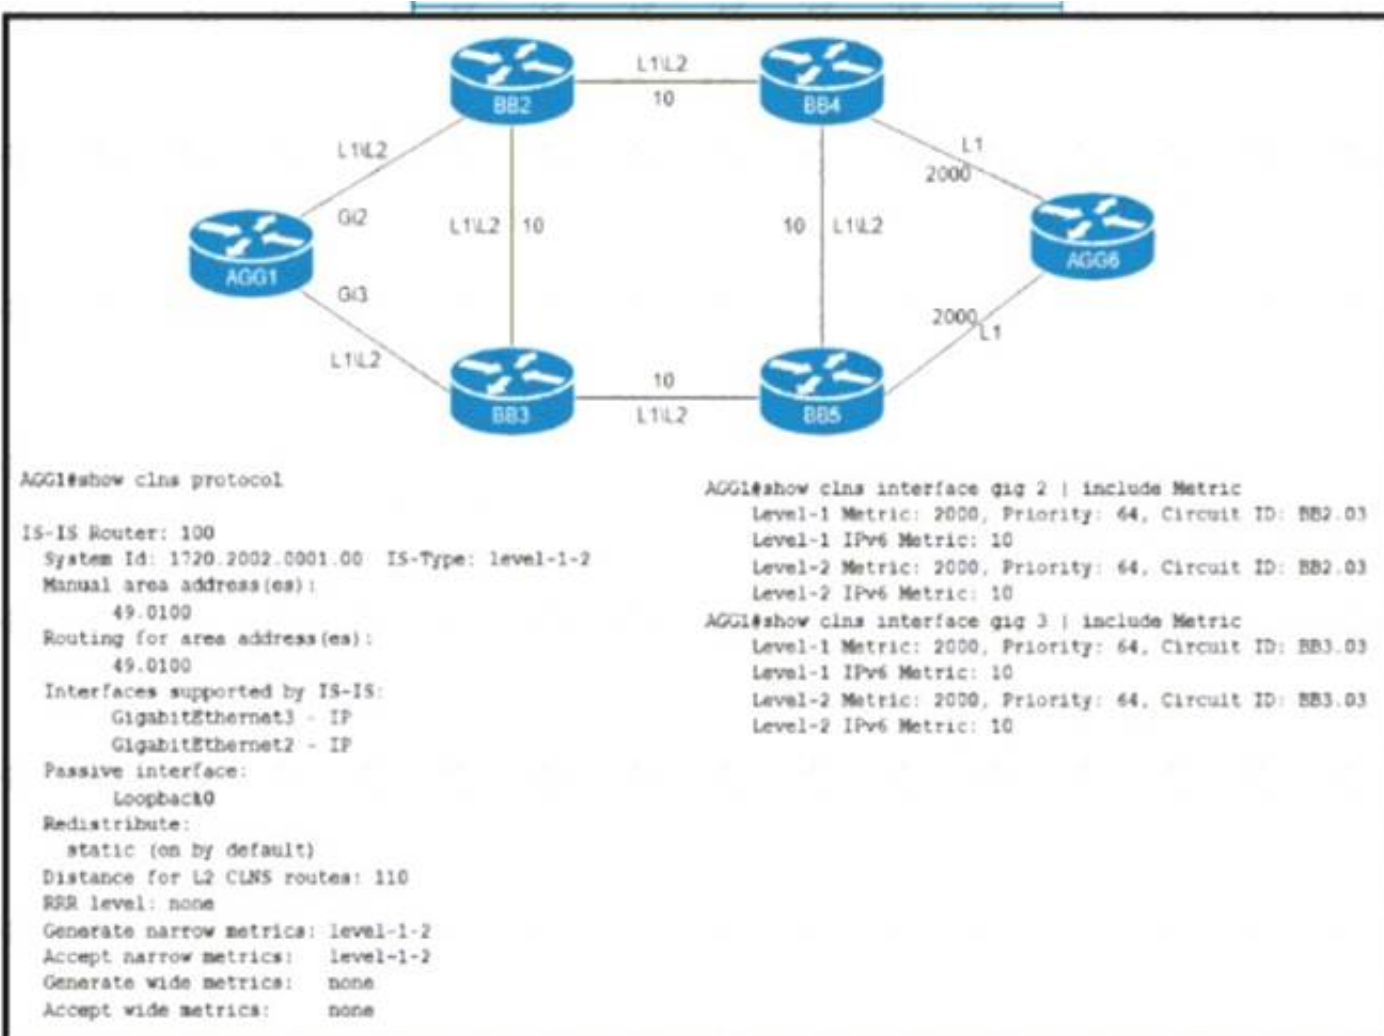 BB2
L1\L2
10
BB4
L1\L2
L1
2000
Gi2
L1\L2
10
10
L1\L2
AGG1
AGG6
Gi3
2000
L1
L1\L2
10
BB3
L1\L2
BB5
AGG1#show clns protocol
IS-IS Router: 100
System Id: 1720.2002.0001.00 IS-Type: level-1-2
Manual area address(es):
49.0100
Routing for area address(es):
49.0100
Interfaces supported by IS-IS:
GigabitEthernet3 - IP
GigabitEthernet2 - IP
Passive interface:
Loopback0
Redistribute:
static (on by default)
Distance for L2 CLNS routes: 110
RRR level: none
Generate narrow metrics: level-1-2
Accept narrow metrics: level-1-2
Generate wide metrics: none
Accept wide metrics: none
AGG1#show clns interface gig 2 | include Metric
Level-1 Metric: 2000, Priority: 64, Circuit ID: BB2.03
Level-1 IPv6 Metric: 10
Level-2 Metric: 2000, Priority: 64, Circuit ID: BB2.03
Level-2 IPv6 Metric: 10
AGG1#show clns interface gig 3 | include Metric
Level-1 Metric: 2000, Priority: 64, Circuit ID: BB3.03
Level-1 IPv6 Metric: 10
Level-2 Metric: 2000, Priority: 64, Circuit ID: BB3.03
Level-2 IPv6 Metric: 10